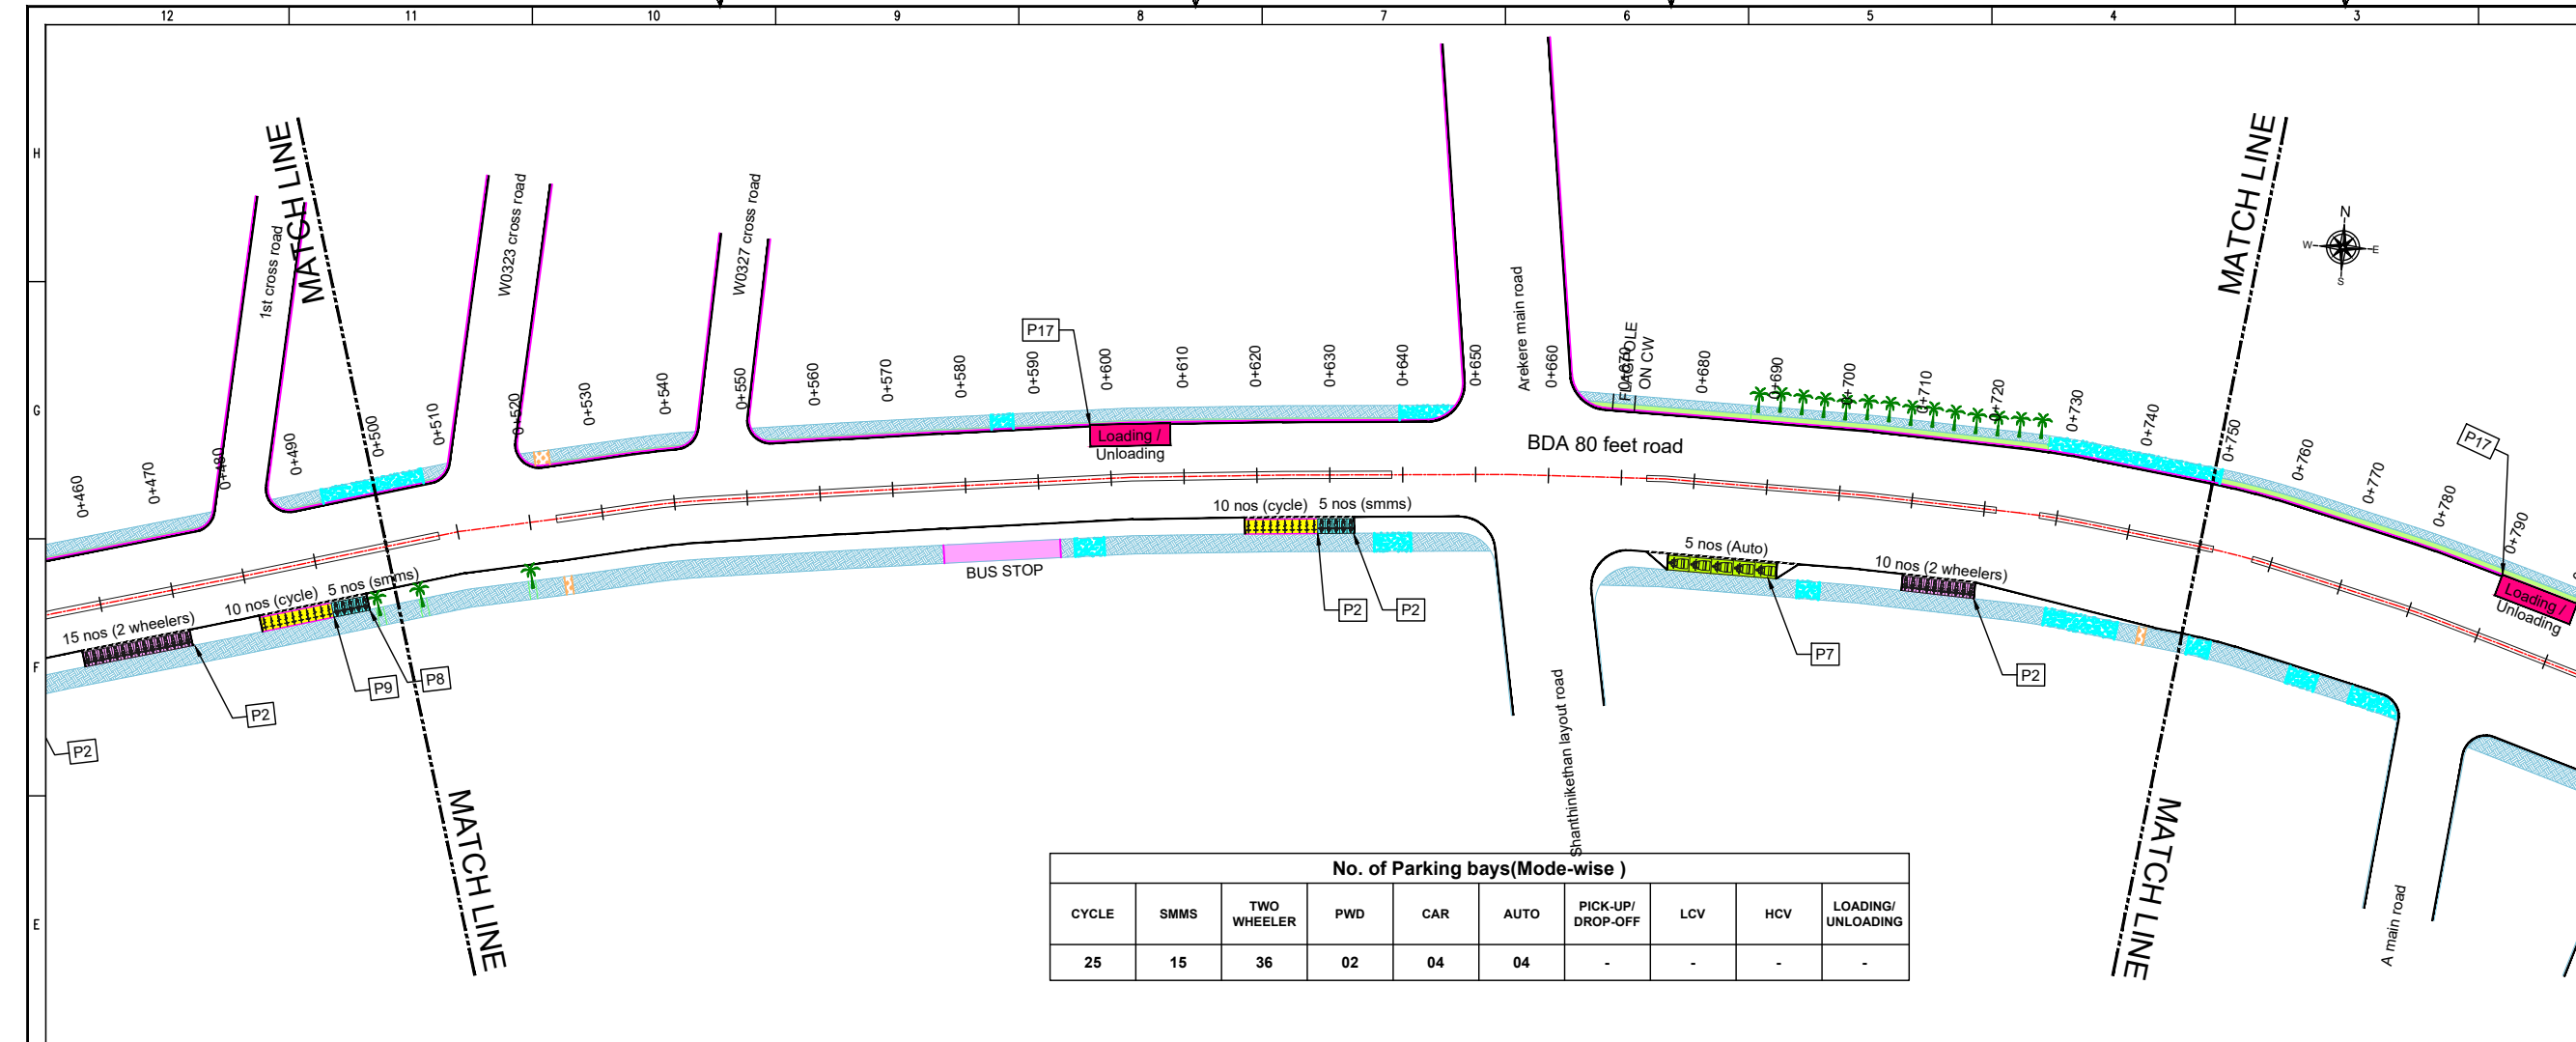 12 11 10 9 8 7 6 5 4 3
H
G
F
E
MATCH LINE
MATCH LINE
1st cross road
W0323 cross road
W0327 cross road
Arekere main road
FLAGPOLE
ON CW
N
W E
S
P17
P17
0+460
0+470
0+480
0+490
0+500
0+510
0+520
0+530
0+540
0+550
0+560
0+570
0+580
0+590
0+600
0+610
0+620
0+630
0+640
0+650
0+660
0+670
0+680
0+690
0+700
0+710
0+720
0+730
0+740
0+750
0+760
0+770
0+780
0+790
Loading /
Unloading
BDA 80 feet road
10 nos (cycle) 5 nos (smms)
BUS STOP
5 nos (Auto)
10 nos (2 wheelers)
Loading /
Unloading
15 nos (2 wheelers)
10 nos (cycle)
5 nos (smms)
P2
P2
P9
P8
P2
P2
P7
P2
Shanthinikethan layout road
A main road
MATCH LINE
MATCH LINE
No. of Parking bays(Mode-wise )
CYCLE SMMS TWO WHEELER PWD CAR AUTO PICK-UP/ DROP-OFF LCV HCV LOADING/ UNLOADING
25 15 36 02 04 04 - - - -